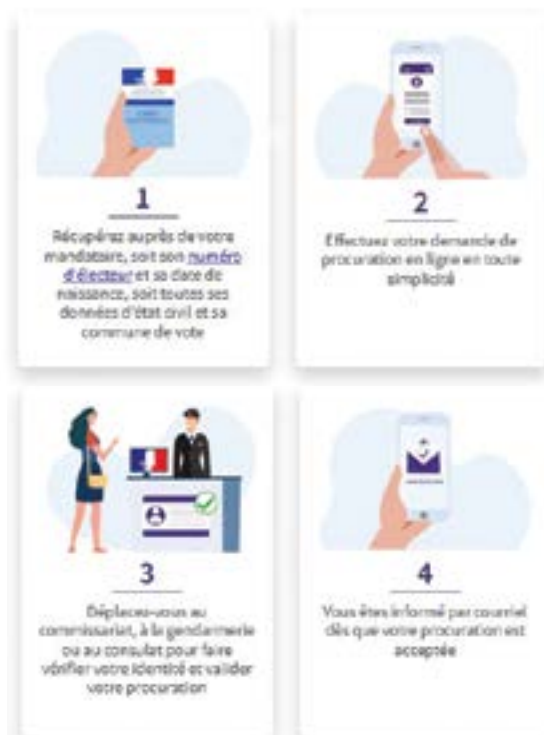 1
Récupérez auprès de votre
mandataire, soit son numéro
d'électeur et sa date de
naissance, soit toutes ses
données d'état civil et sa
commune de vote
2
Effectuez votre demande de
procuration en ligne en toute
simplicité
3
Déplacez-vous au
commissariat, à la gendarmerie
ou au consulat pour faire
vérifier votre identité et valider
votre procuration
4
Vous êtes informé par courriel
dès que votre procuration est
acceptée